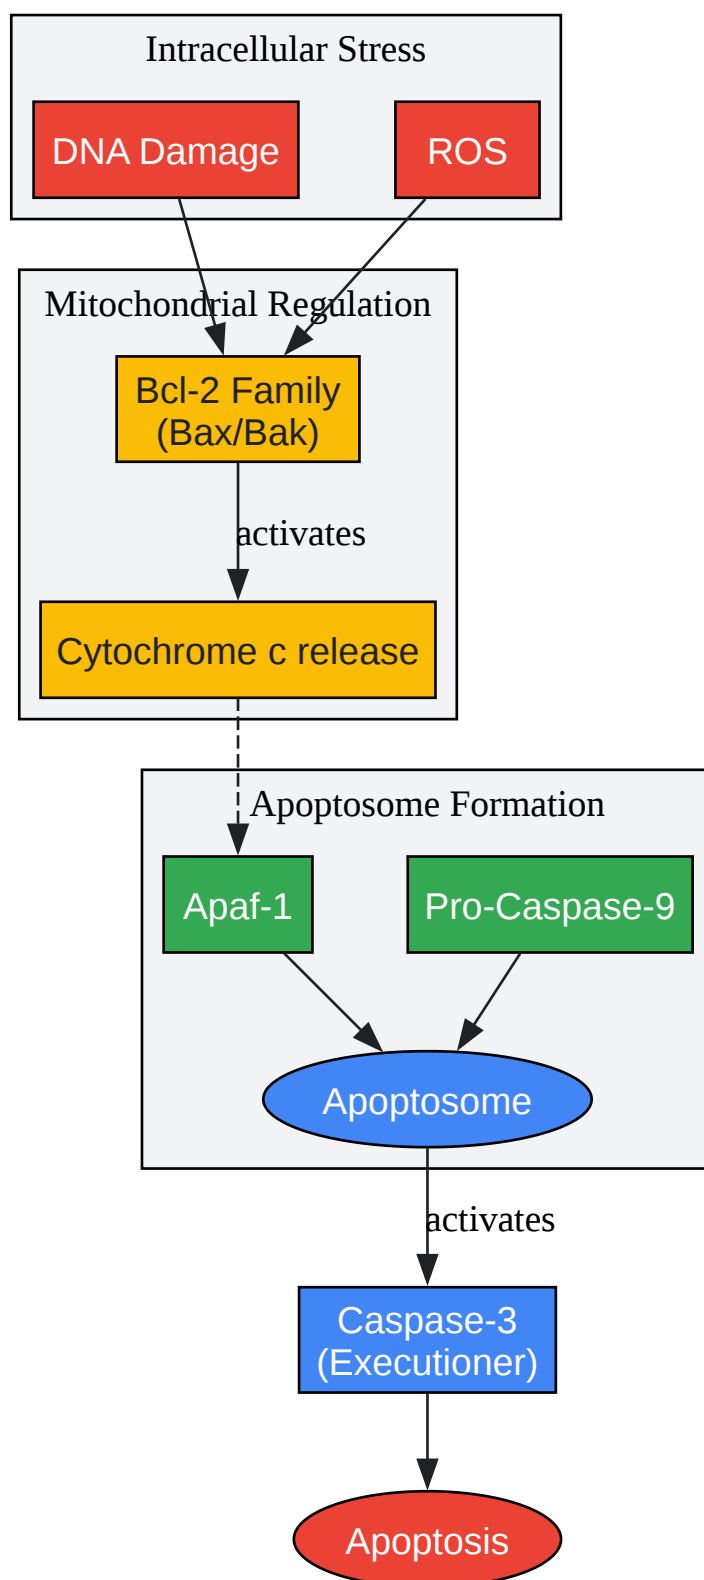 Intracellular Stress
DNA Damage
ROS
Mitochondrial Regulation
Bcl-2 Family
(Bax/Bak)
activates
Cytochrome c release
Apoptosome Formation
Apaf-1
Pro-Caspase-9
Apoptosome
activates
Caspase-3
(Executioner)
Apoptosis